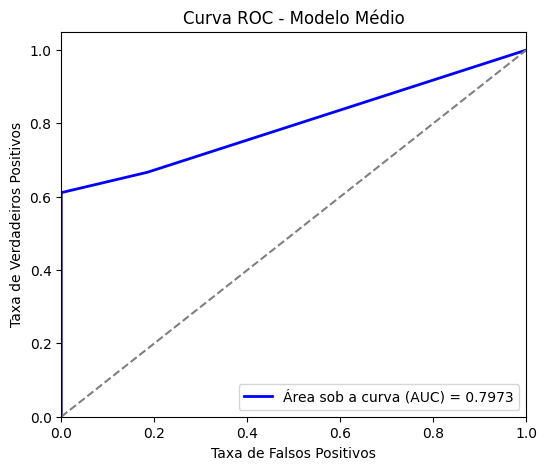 Curva ROC - Modelo Médio
Taxa de Verdadeiros Positivos
1.0
0.8
0.6
0.4
0.2
0.0
Área sob a curva (AUC) = 0.7973
0.0 0.2 0.4 0.6 0.8 1.0
Taxa de Falsos Positivos